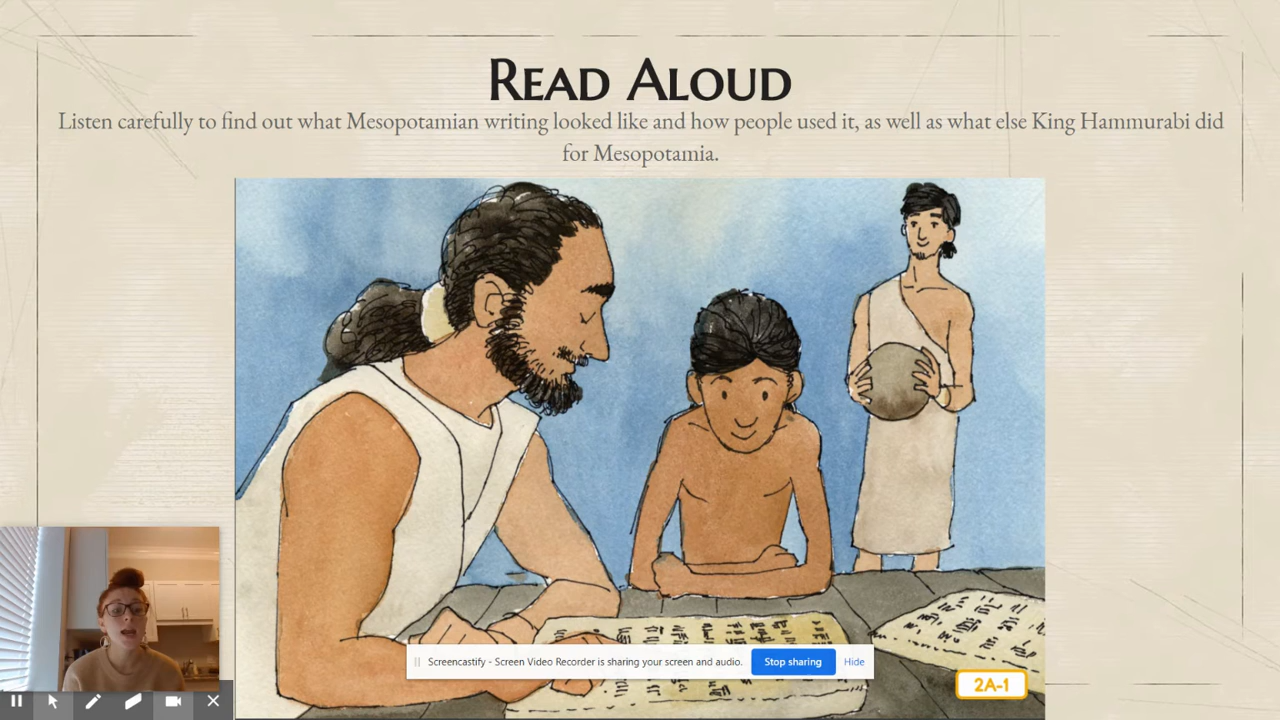 Read Aloud
Listen carefully to find out what Mesopotamian writing looked like and how people used it, as well as what else King Hammurabi did
for Mesopotamia.
Screencastify - Screen Video Recorder is sharing your screen and audio.
Stop sharing
Hide
2A-1